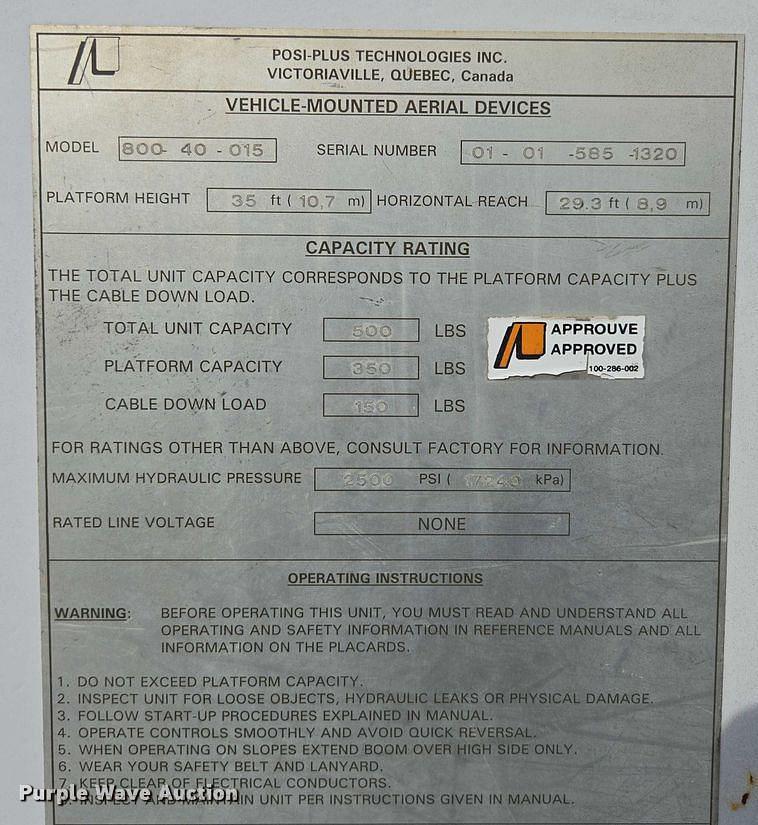 POSI-PLUS TECHNOLOGIES INC.
VICTORIAVILLE, QUEBEC, Canada
VEHICLE-MOUNTED AERIAL DEVICES
MODEL 800- 40 - 015 SERIAL NUMBER 01 - 01 -585 -1320
PLATFORM HEIGHT 35 ft ( 10,7 m) HORIZONTAL REACH 29.3 ft ( 8,9 m)
CAPACITY RATING
THE TOTAL UNIT CAPACITY CORRESPONDS TO THE PLATFORM CAPACITY PLUS
THE CABLE DOWN LOAD.
TOTAL UNIT CAPACITY 500 LBS
PLATFORM CAPACITY 350 LBS
CABLE DOWN LOAD 150 LBS
APPROUVE
APPROVED
100-286-002
FOR RATINGS OTHER THAN ABOVE, CONSULT FACTORY FOR INFORMATION.
MAXIMUM HYDRAULIC PRESSURE 2500 PSI ( 17240 kPa)
RATED LINE VOLTAGE NONE
OPERATING INSTRUCTIONS
WARNING: BEFORE OPERATING THIS UNIT, YOU MUST READ AND UNDERSTAND ALL
OPERATING AND SAFETY INFORMATION IN REFERENCE MANUALS AND ALL
INFORMATION ON THE PLACARDS.
1. DO NOT EXCEED PLATFORM CAPACITY.
2. INSPECT UNIT FOR LOOSE OBJECTS, HYDRAULIC LEAKS OR PHYSICAL DAMAGE.
3. FOLLOW START-UP PROCEDURES EXPLAINED IN MANUAL.
4. OPERATE CONTROLS SMOOTHLY AND AVOID QUICK REVERSAL.
5. WHEN OPERATING ON SLOPES EXTEND BOOM OVER HIGH SIDE ONLY.
6. WEAR YOUR SAFETY BELT AND LANYARD.
7. KEEP CLEAR OF ELECTRICAL CONDUCTORS.
8. INSPECT AND MAINTAIN UNIT PER INSTRUCTIONS GIVEN IN MANUAL.
Purple Wave Auction